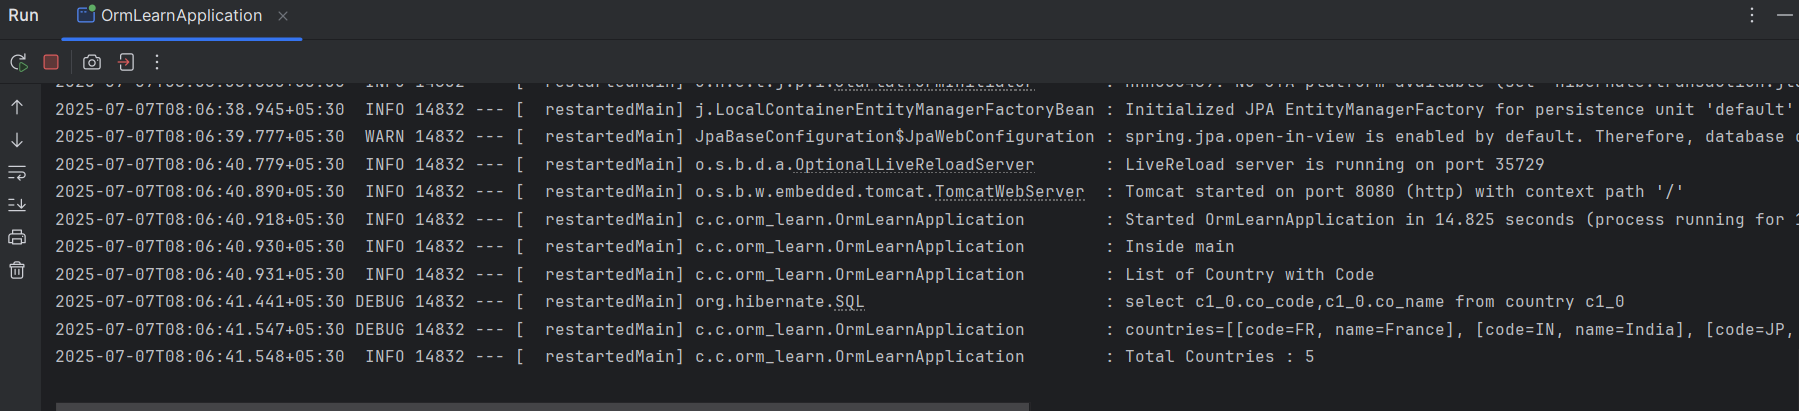 Run OrmLearnApplication
2025-07-07T08:06:38.945+05:30  INFO 14832 --- [  restartedMain] j.LocalContainerEntityManagerFactoryBean : Initialized JPA EntityManagerFactory for persistence unit 'default'
2025-07-07T08:06:39.777+05:30  WARN 14832 --- [  restartedMain] JpaBaseConfiguration$JpaWebConfiguration : spring.jpa.open-in-view is enabled by default. Therefore, database
2025-07-07T08:06:40.779+05:30  INFO 14832 --- [  restartedMain] o.s.b.d.a.OptionalLiveReloadServer       : LiveReload server is running on port 35729
2025-07-07T08:06:40.890+05:30  INFO 14832 --- [  restartedMain] o.s.b.w.embedded.tomcat.TomcatWebServer  : Tomcat started on port 8080 (http) with context path '/'
2025-07-07T08:06:40.918+05:30  INFO 14832 --- [  restartedMain] c.c.orm_learn.OrmLearnApplication        : Started OrmLearnApplication in 14.825 seconds (process running for
2025-07-07T08:06:40.930+05:30  INFO 14832 --- [  restartedMain] c.c.orm_learn.OrmLearnApplication        : Inside main
2025-07-07T08:06:40.931+05:30  INFO 14832 --- [  restartedMain] c.c.orm_learn.OrmLearnApplication        : List of Country with Code
2025-07-07T08:06:41.441+05:30 DEBUG 14832 --- [  restartedMain] org.hibernate.SQL                        : select c1_0.co_code,c1_0.co_name from country c1_0
2025-07-07T08:06:41.547+05:30 DEBUG 14832 --- [  restartedMain] c.c.orm_learn.OrmLearnApplication        : countries=[[code=FR, name=France], [code=IN, name=India], [code=JP,
2025-07-07T08:06:41.548+05:30  INFO 14832 --- [  restartedMain] c.c.orm_learn.OrmLearnApplication        : Total Countries : 5